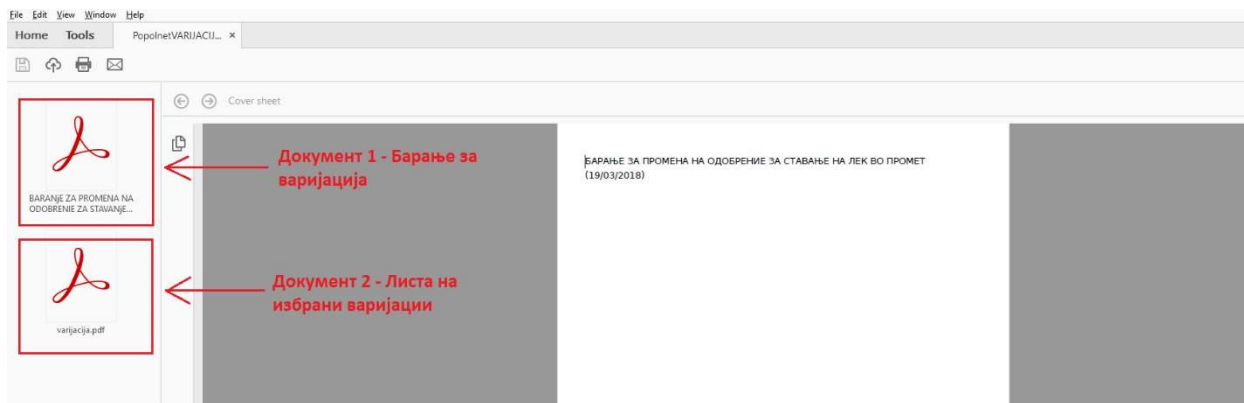 File Edit View Window Help
Home Tools PopolnetVARIJACIJ... ×
Cover sheet
BARANJE ZA PROMENA NA
ODOBRENIE ZA STAVANJE...
Документ 1 - Барање за
варијација
БАРАЊЕ ЗА ПРОМЕНА НА ОДОБРЕНИЕ ЗА СТАВАЊЕ НА ЛЕК ВО ПРОМЕТ
(19/03/2018)
varijacija.pdf
Документ 2 - Листа на
избрани варијации